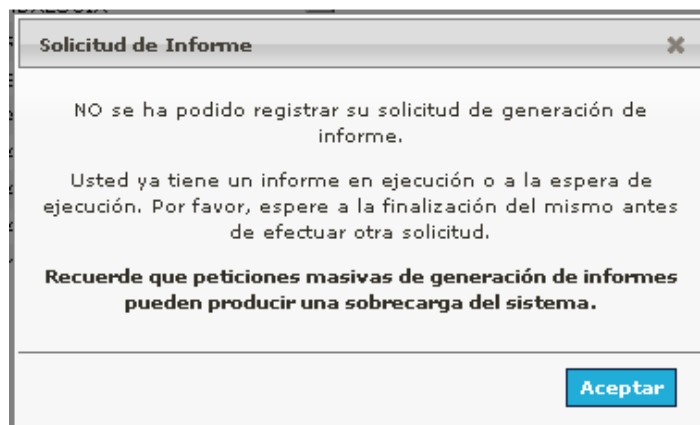 Solicitud de Informe
NO se ha podido registrar su solicitud de generación de
informe.
Usted ya tiene un informe en ejecución o a la espera de
ejecución. Por favor, espere a la finalización del mismo antes
de efectuar otra solicitud.
Recuerde que peticiones masivas de generación de informes
pueden producir una sobrecarga del sistema.
Aceptar